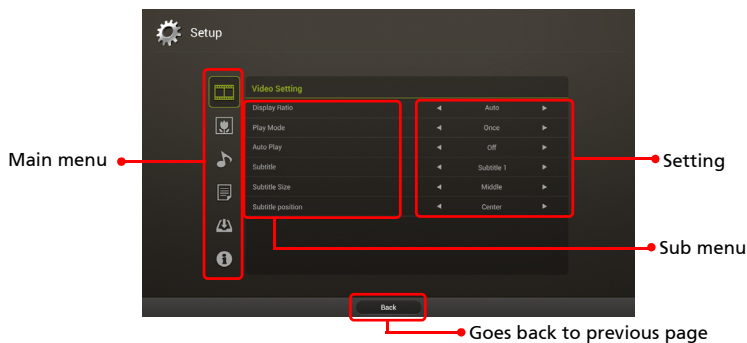 Setup
Video Setting
Display Ratio Auto
Play Mode Once
Auto Play Off
Subtitle Subtitle 1
Subtitle Size Middle
Subtitle position Center
Main menu
Setting
Sub menu
Back
Goes back to previous page